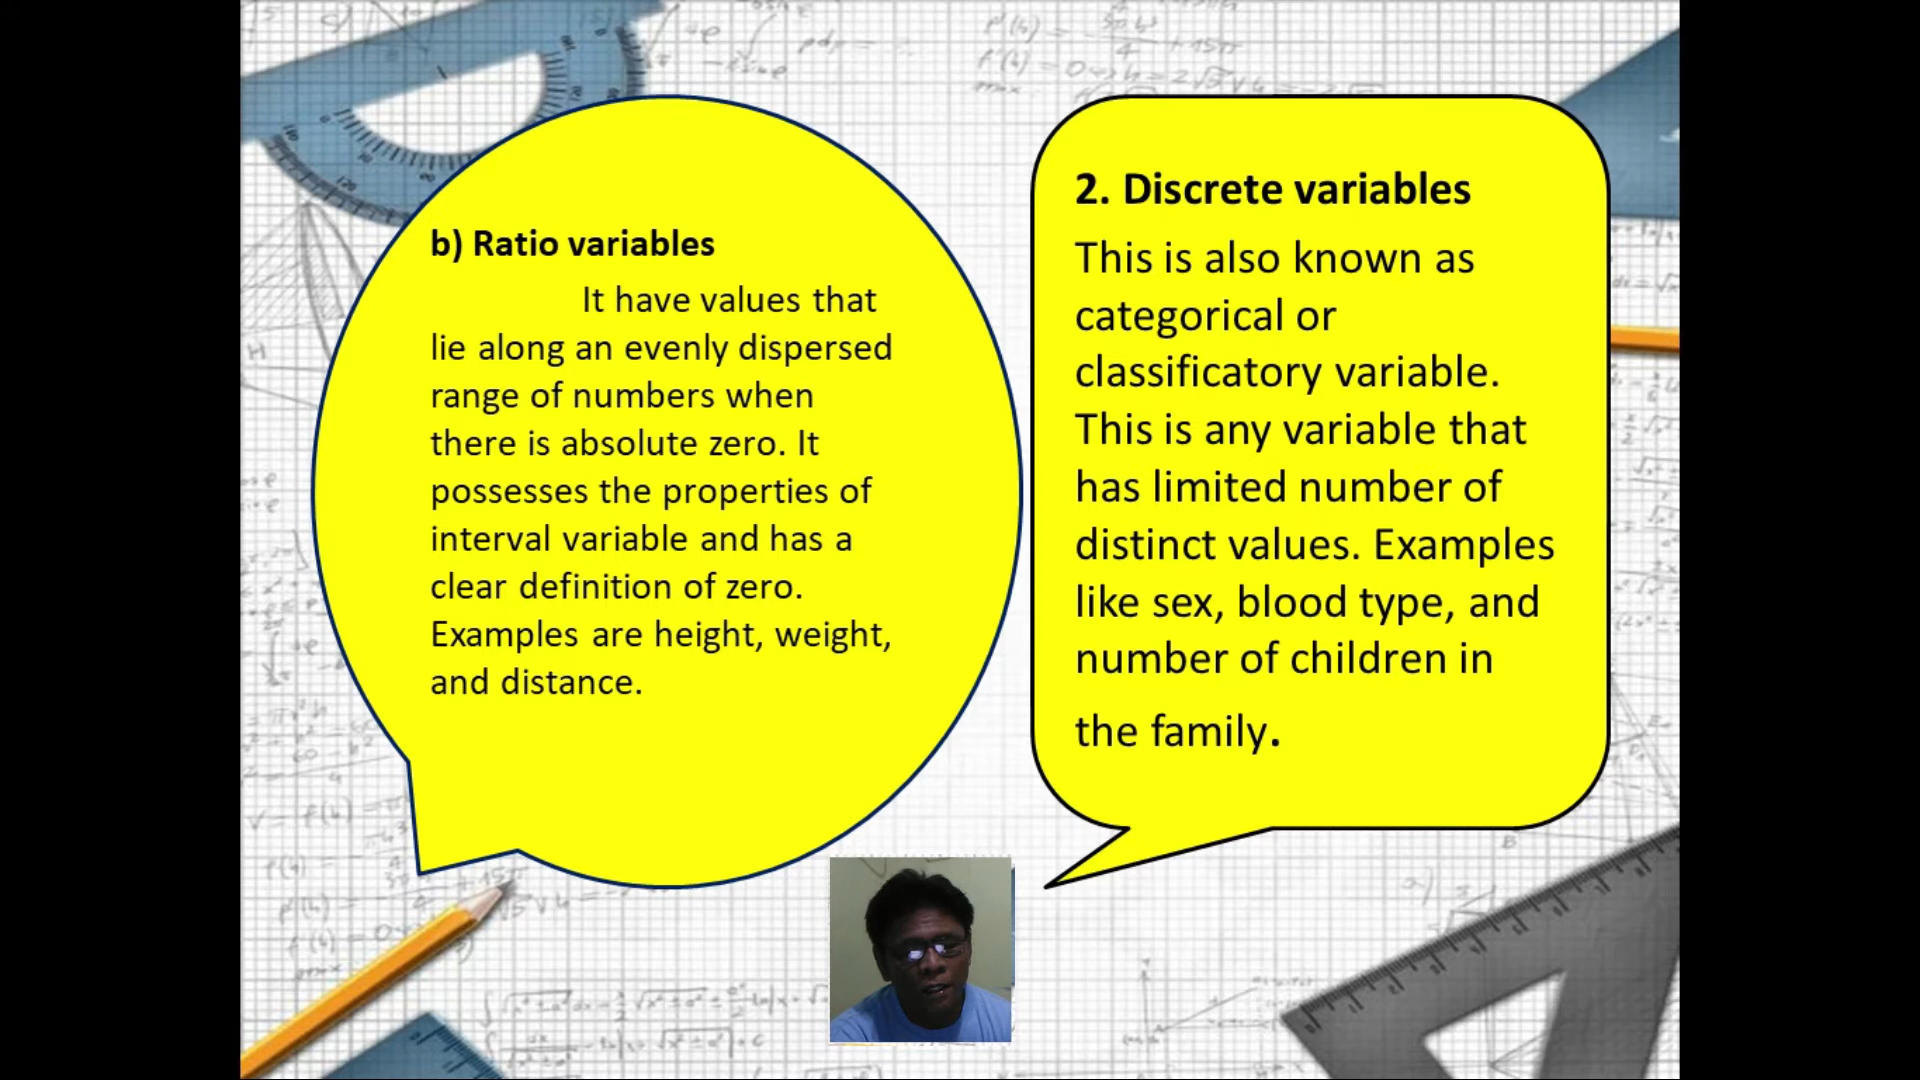 b) Ratio variables
It have values that
lie along an evenly dispersed
range of numbers when
there is absolute zero. It
possesses the properties of
interval variable and has a
clear definition of zero.
Examples are height, weight,
and distance.
2. Discrete variables
This is also known as
categorical or
classificatory variable.
This is any variable that
has limited number of
distinct values. Examples
like sex, blood type, and
number of children in
the family.